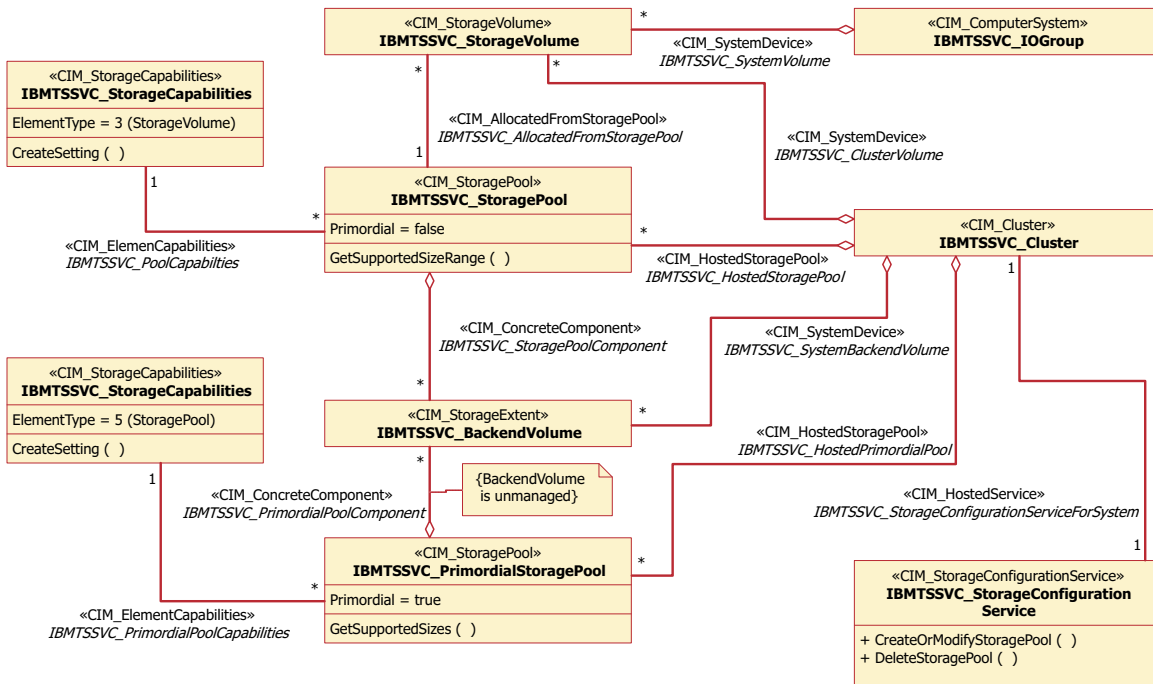 «CIM_StorageVolume»
IBMTSSVC_StorageVolume
*
*
*
«CIM_SystemDevice»
IBMTSSVC_SystemVolume
«CIM_ComputerSystem»
IBMTSSVC_IOGroup
«CIM_StorageCapabilities»
IBMTSSVC_StorageCapabilities
ElementType = 3 (StorageVolume)
CreateSetting ( )
1
*
«CIM_ElemenCapabilities»
IBMTSSVC_PoolCapabilties
«CIM_AllocatedFromStoragePool»
IBMTSSVC_AllocatedFromStoragePool
1
«CIM_SystemDevice»
IBMTSSVC_ClusterVolume
«CIM_StoragePool»
IBMTSSVC_StoragePool
Primordial = false
GetSupportedSizeRange ( )
*
«CIM_HostedStoragePool»
IBMTSSVC_HostedStoragePool
«CIM_Cluster»
IBMTSSVC_Cluster
1
«CIM_ConcreteComponent»
IBMTSSVC_StoragePoolComponent
*
«CIM_SystemDevice»
IBMTSSVC_SystemBackendVolume
*
«CIM_StorageCapabilities»
IBMTSSVC_StorageCapabilities
ElementType = 5 (StoragePool)
CreateSetting ( )
1
«CIM_StorageExtent»
IBMTSSVC_BackendVolume
*
«CIM_HostedStoragePool»
IBMTSSVC_HostedPrimordialPool
{BackendVolume
is unmanaged}
«CIM_ConcreteComponent»
IBMTSSVC_PrimordialPoolComponent
«CIM_HostedService»
IBMTSSVC_StorageConfigurationServiceForSystem
1
«CIM_StoragePool»
IBMTSSVC_PrimordialStoragePool
Primordial = true
GetSupportedSizes ( )
*
*
«CIM_ElementCapabilities»
IBMTSSVC_PrimordialPoolCapabilities
«CIM_StorageConfigurationService»
IBMTSSVC_StorageConfiguration
Service
+ CreateOrModifyStoragePool ( )
+ DeleteStoragePool ( )